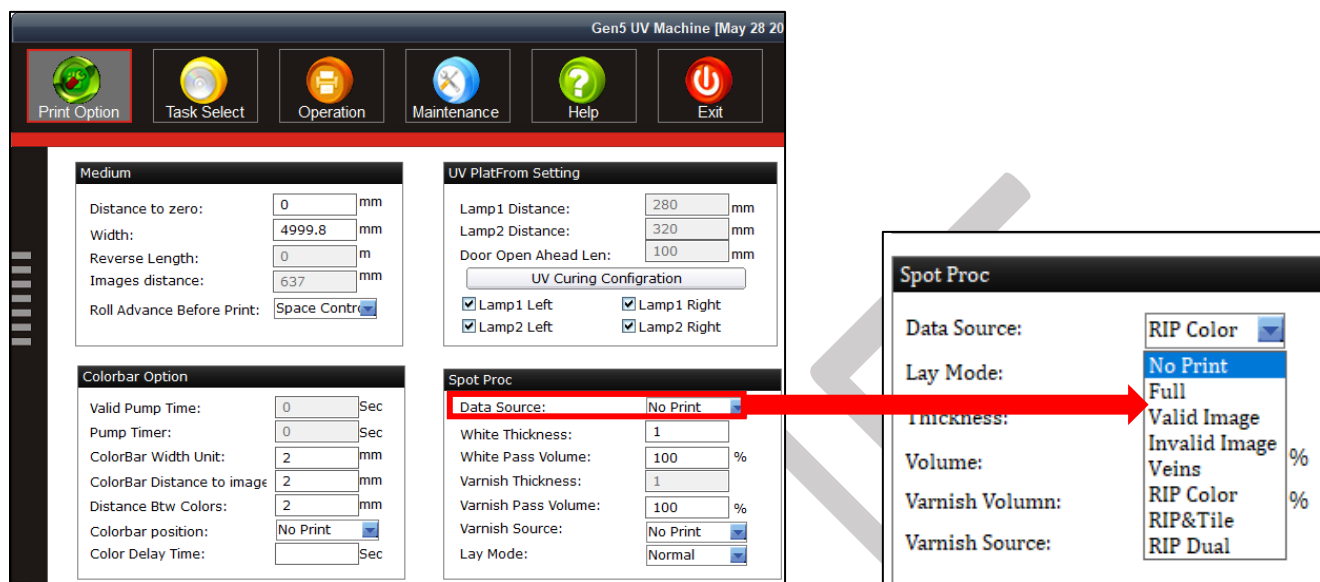 Gen5 UV Machine [May 28 20
Print Option Task Select Operation Maintenance Help Exit
Medium
Distance to zero: 0 mm
Width: 4999.8 mm
Reverse Length: 0 m
Images distance: 637 mm
Roll Advance Before Print: Space Contro
UV PlatFrom Setting
Lamp1 Distance: 280 mm
Lamp2 Distance: 320 mm
Door Open Ahead Len: 100 mm
UV Curing Configration
Lamp1 Left Lamp1 Right
Lamp2 Left Lamp2 Right
Colorbar Option
Valid Pump Time: 0 Sec
Pump Timer: 0 Sec
ColorBar Width Unit: 2 mm
ColorBar Distance to image 2 mm
Distance Btw Colors: 2 mm
Colorbar position: No Print
Color Delay Time: Sec
Spot Proc
Data Source: No Print
White Thickness: 1
White Pass Volume: 100 %
Varnish Thickness: 1
Varnish Pass Volume: 100 %
Varnish Source: No Print
Lay Mode: Normal
Spot Proc
Data Source: RIP Color
Lay Mode: No Print
Full
Thickness: Valid Image
Invalid Image
Volume: Veins %
Varnish Volumn: RIP Color %
RIP&Tile
Varnish Source: RIP Dual